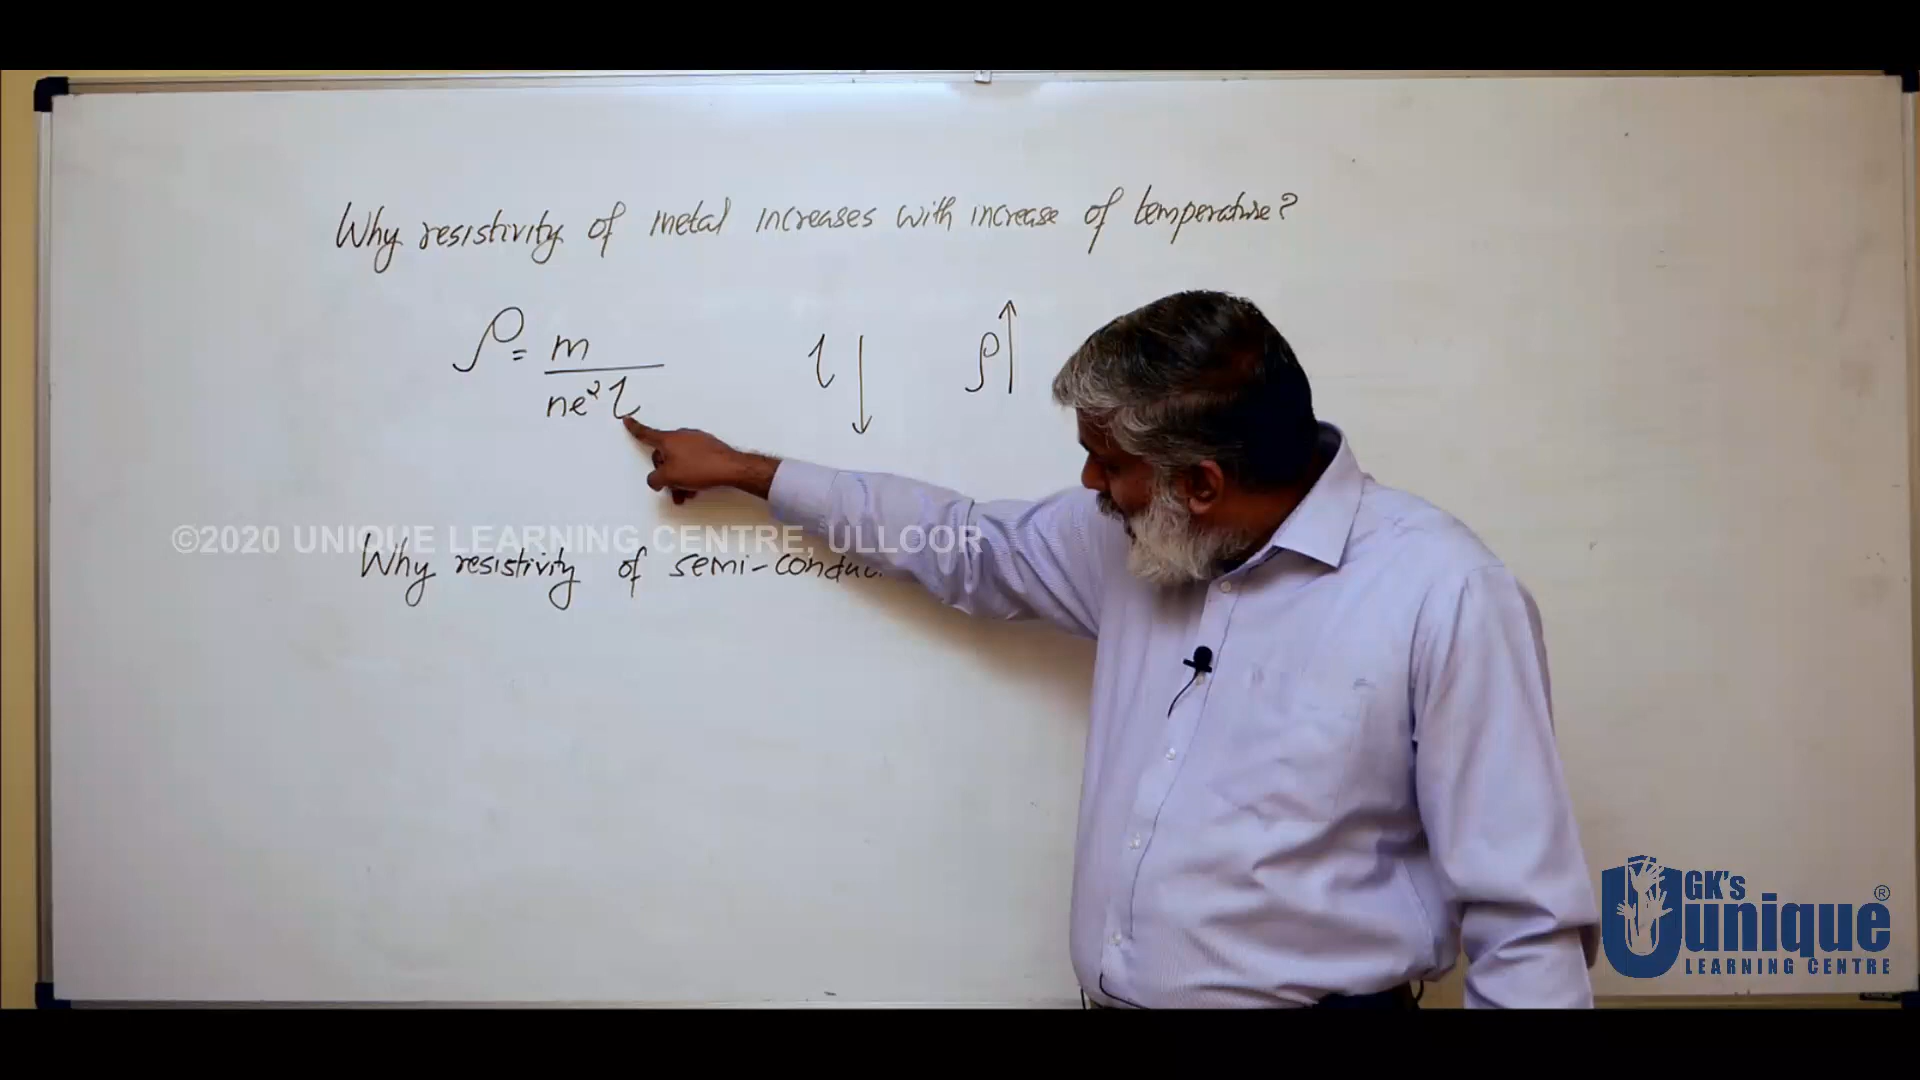 Why resistivity of metal increases with increase of temperature?
ρ = m / ne²τ τ↓ ρ↑
©2020 UNIQUE LEARNING CENTRE, ULLOOR
Why resistivity of semi-conduc
GK's
unique®
LEARNING CENTRE